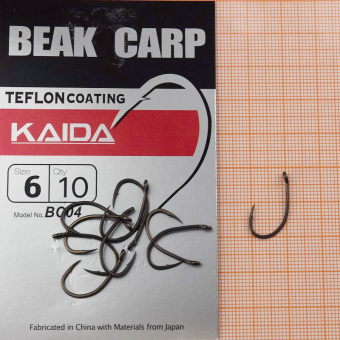 BEAK CARP
TEFLON COATING
KAIDA
Size Qty
6 10
Model No. BC04
Fabricated in China with Materials from Japan